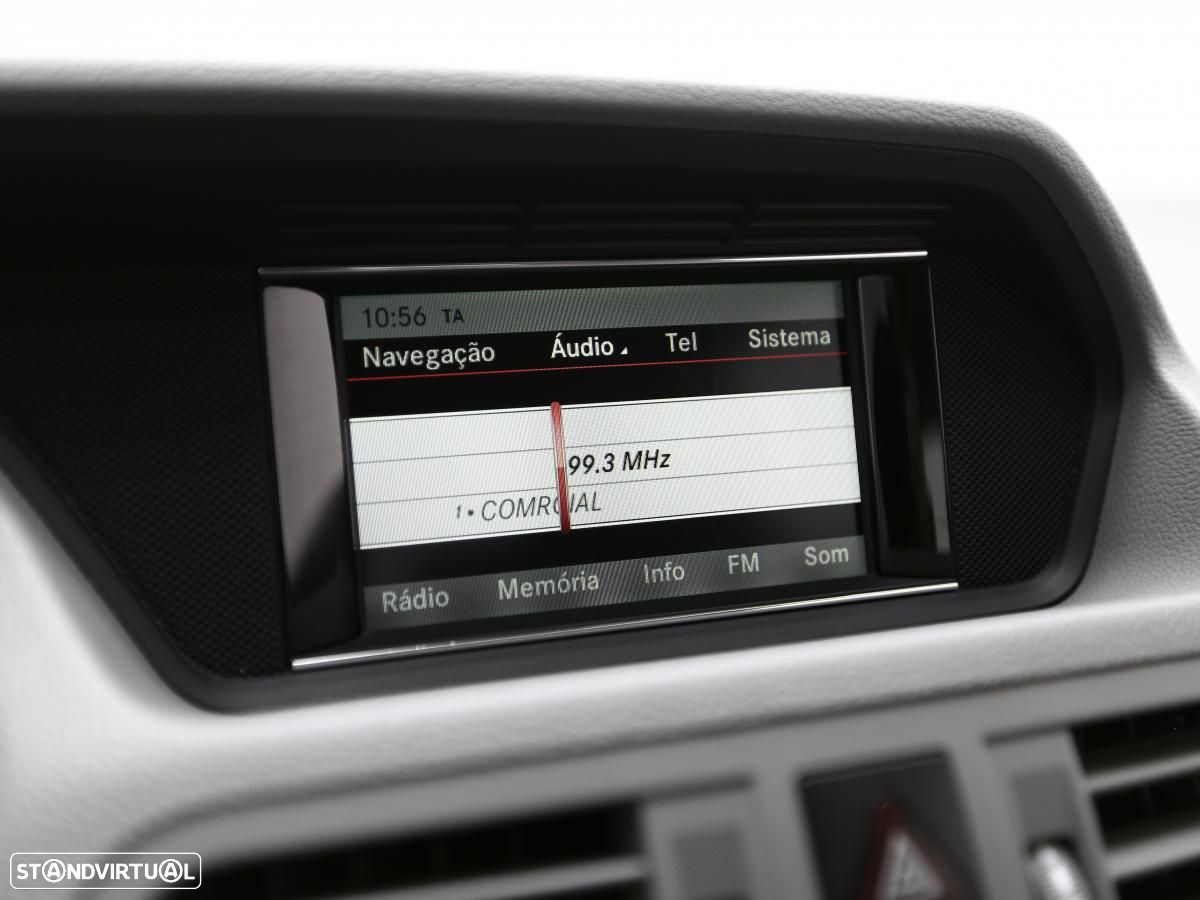 10:56 TA
Navegação Áudio Tel Sistema
99.3 MHz
1 • COMRCIAL
Rádio Memória Info FM Som
STANDVIRTUAL